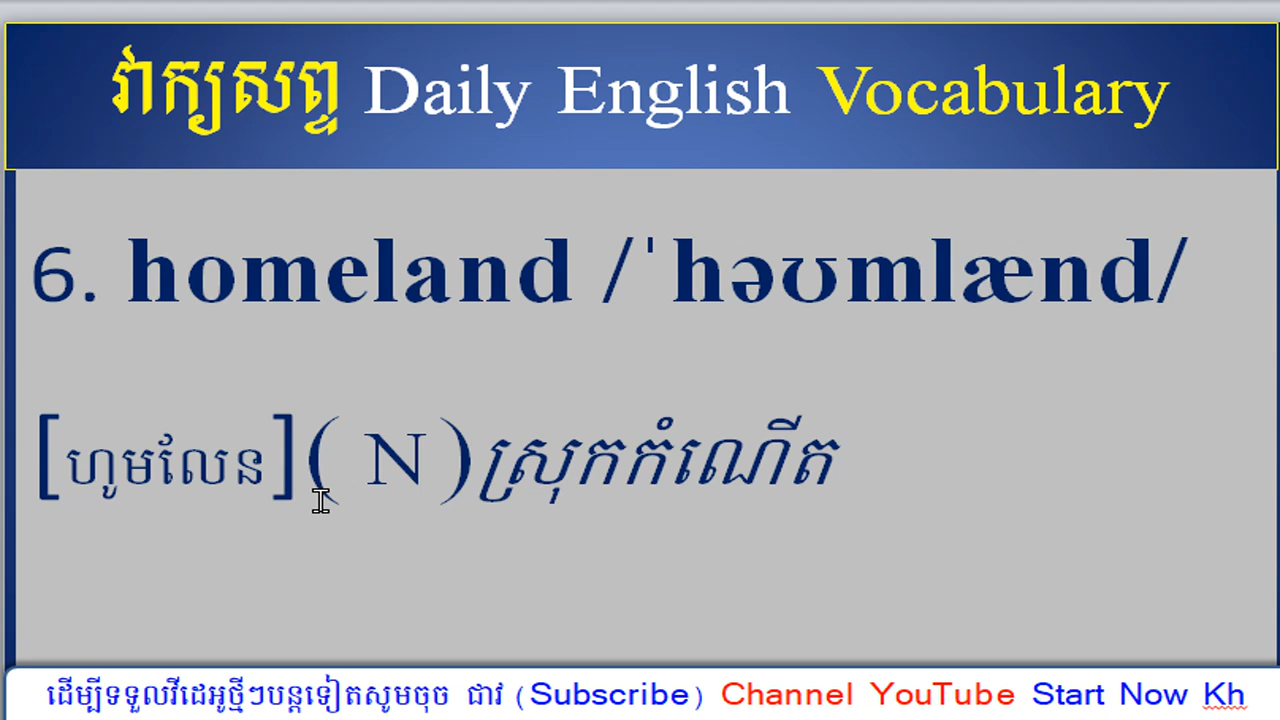 វាក្យសព្ទ Daily English Vocabulary
6. homeland /ˈhəʊmlænd/
[ហូមលែន]( N )ស្រុកកំណើត
ដើម្បីទទួលវីដេអូថ្មីៗបន្តទៀតសូមចុច ជាវ (Subscribe) Channel YouTube Start Now Kh